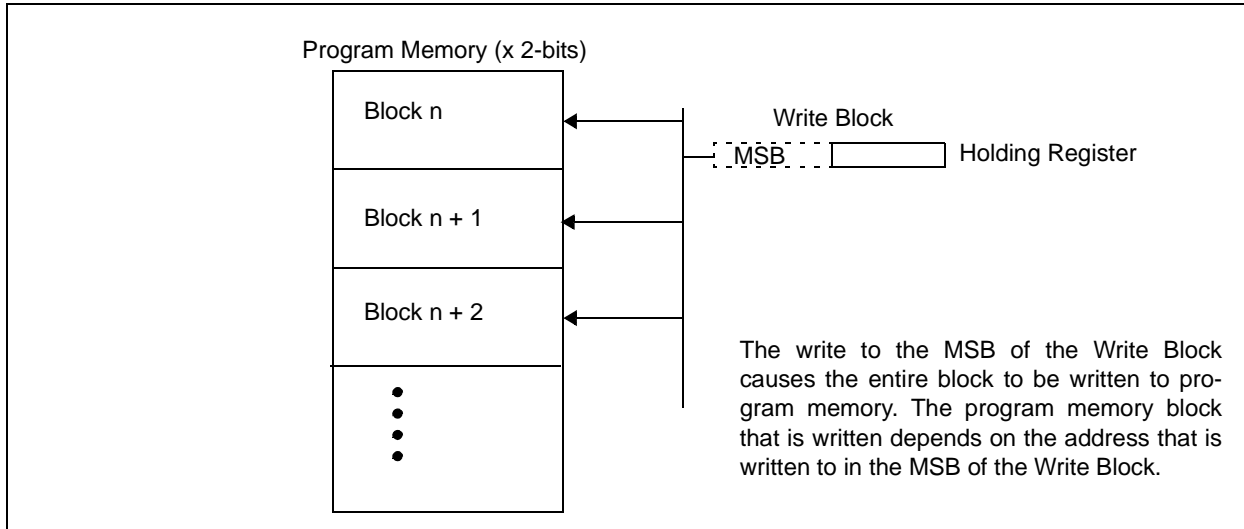 Program Memory (x 2-bits)
Block n
Write Block
MSB
Holding Register
Block n + 1
Block n + 2
The write to the MSB of the Write Block
causes the entire block to be written to pro-
gram memory. The program memory block
that is written depends on the address that is
written to in the MSB of the Write Block.